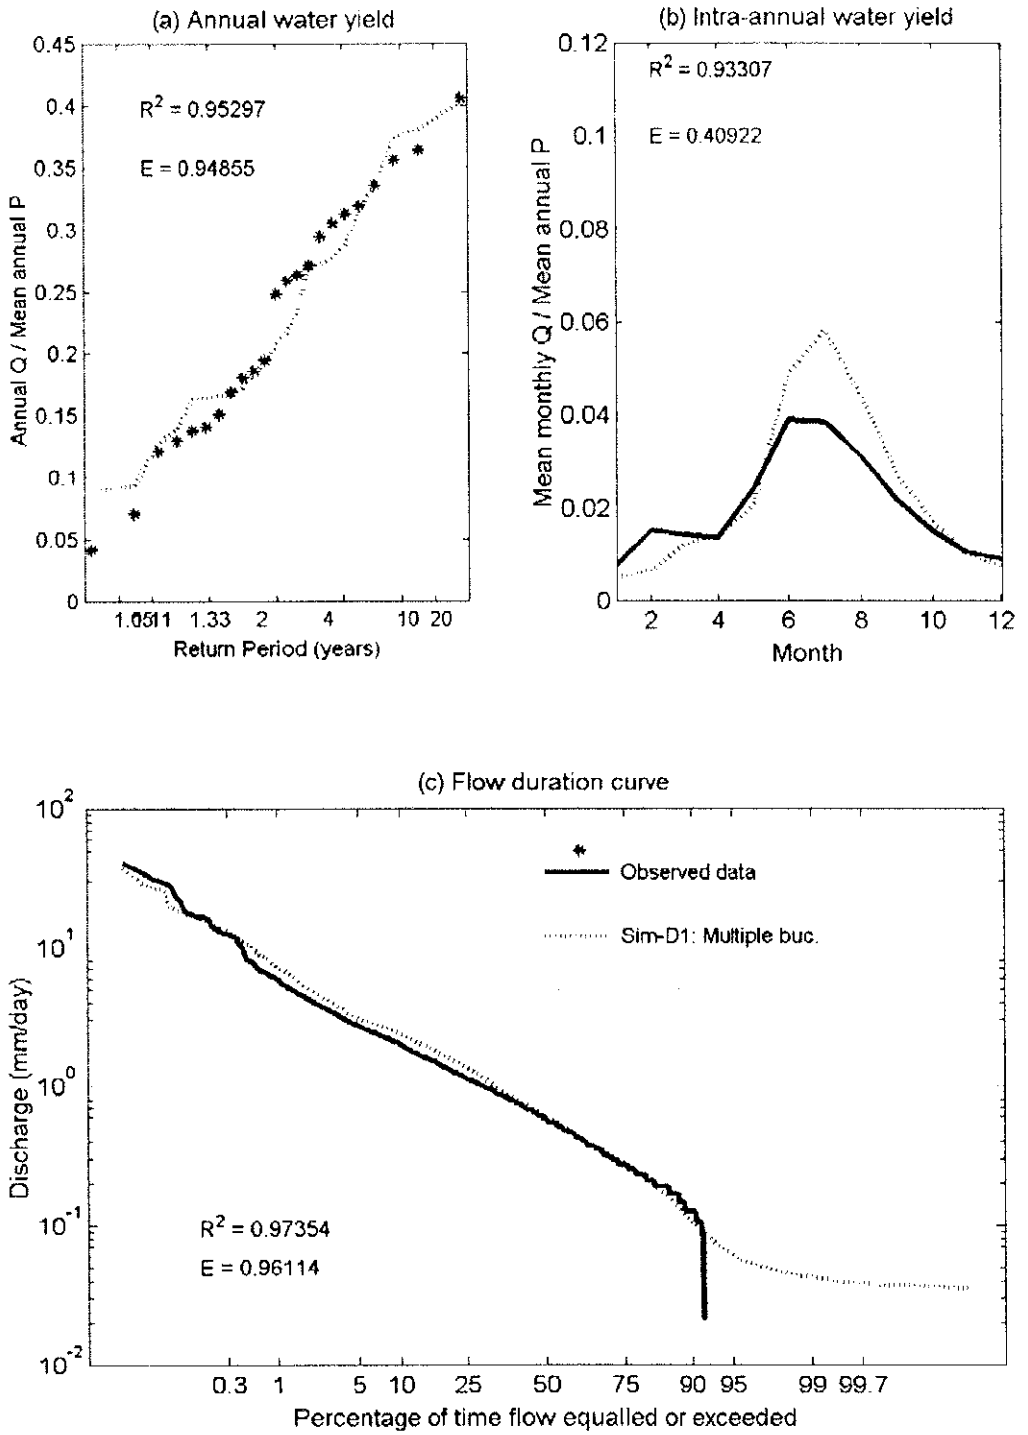 (a) Annual water yield
0.45
0.4
0.35
0.3
0.25
0.2
0.15
0.1
0.05
0
R² = 0.95297
E = 0.94855
Annual Q / Mean annual P
1.33 2 4 10 20
Return Period (years)
(b) Intra-annual water yield
0.12
0.1
0.08
0.06
0.04
0.02
0
R² = 0.93307
E = 0.40922
Mean monthly Q / Mean annual P
2 4 6 8 10 12
Month
(c) Flow duration curve
10²
10¹
10⁰
10⁻¹
10⁻²
Discharge (mm/day)
Observed data
Sim-D1: Multiple buc.
R² = 0.97354
E = 0.96114
0.3 1 5 10 25 50 75 90 95 99 99.7
Percentage of time flow equalled or exceeded